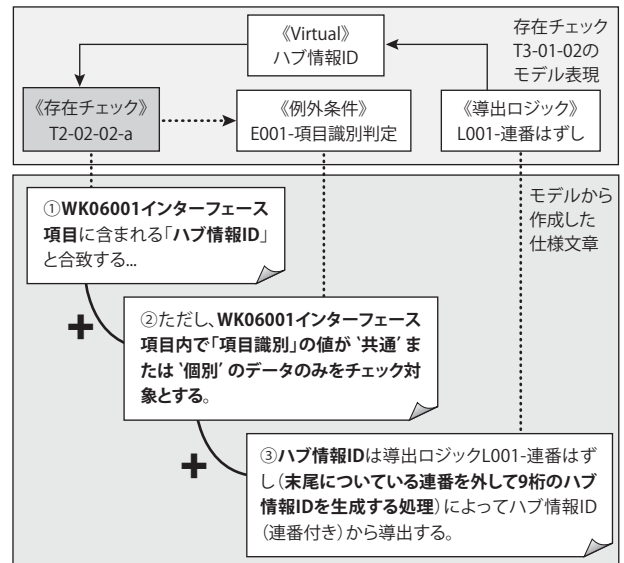 存在チェック
T3-01-02の
モデル表現
《Virtual》
ハブ情報ID
《存在チェック》
T2-02-02-a
《例外条件》
E001-項目識別判定
《導出ロジック》
L001-連番はずし
モデルから
作成した
仕様文章
①WK06001インターフェース
項目に含まれる「ハブ情報ID」
と合致する...
+
②ただし、WK06001インターフェース
項目内で「項目識別」の値が‵共通′ま
たは‵個別′のデータのみをチェック対
象とする。
+
③ハブ情報IDは導出ロジックL001-連番はず
し(末尾についている連番を外して9桁のハブ
情報IDを生成する処理)によってハブ情報ID
(連番付き)から導出する。